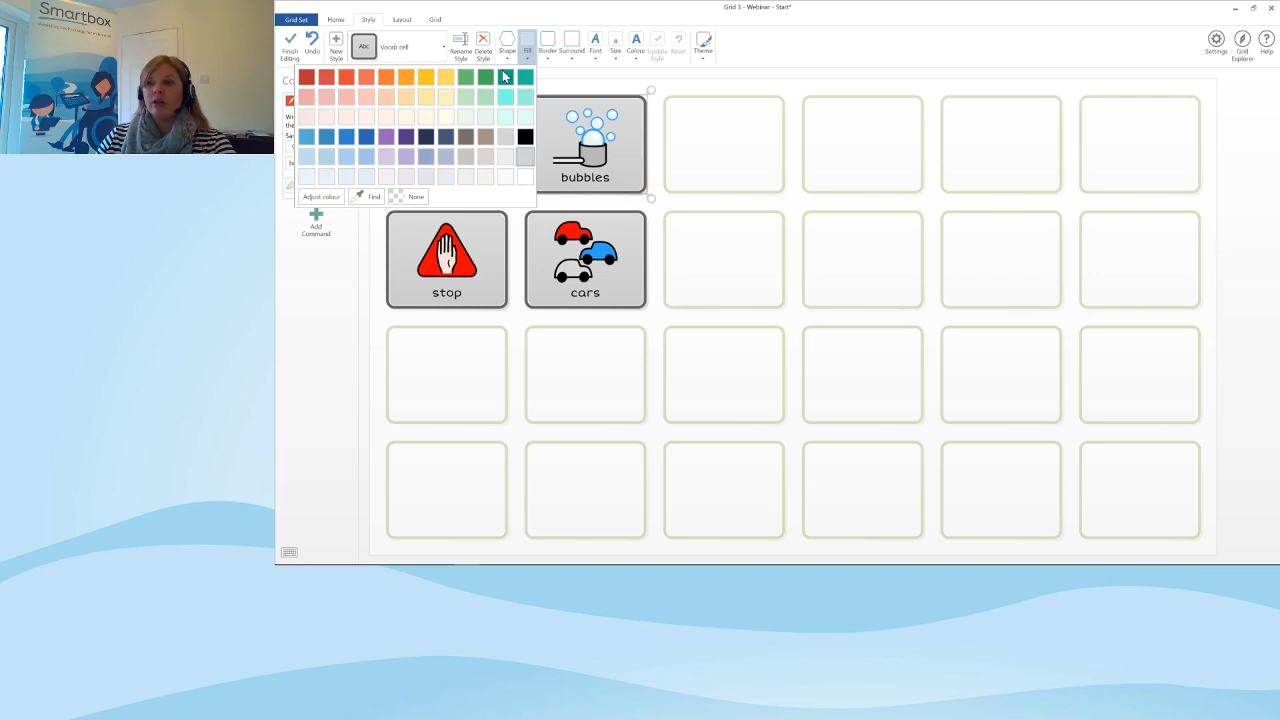 Smartbox
Grid 3 - Webinar - Start*
Grid Set Home Style Layout Grid
Finish Editing
Undo
New Style
Abc
Vocab cell
Rename Style
Delete Style
Shape
Fill
Border
Surround
Font
Size
Colour
Update Style
Reset
Theme
Settings
Grid Explorer
Help
Adjust colour
Find
None
Add Command
bubbles
stop
cars